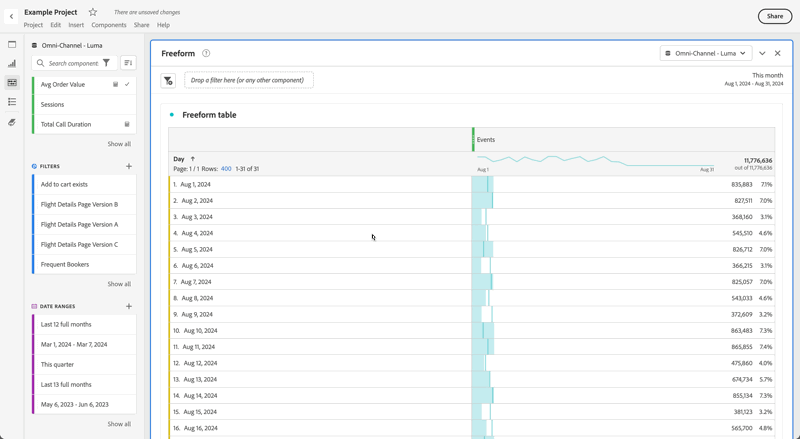 Example Project
There are unsaved changes
Project Edit Insert Components Share Help
Share
Omni-Channel - Luma
Search component
Avg Order Value
Sessions
Total Call Duration
Show all
FILTERS
Add to cart exists
Flight Details Page Version B
Flight Details Page Version A
Flight Details Page Version C
Frequent Bookers
Show all
DATE RANGES
Last 12 full months
Mar 1, 2024 - Mar 7, 2024
This quarter
Last 13 full months
May 6, 2023 - Jun 6, 2023
Show all
Freeform
Omni-Channel - Luma
Drop a filter here (or any other component)
This month
Aug 1, 2024 - Aug 31, 2024
Freeform table
Events
Day
Page: 1 / 1 Rows: 400 1-31 of 31
Aug 1 Aug 31
11,776,636
out of 11,776,636
1. Aug 1, 2024 835,883 7.1%
2. Aug 2, 2024 827,511 7.0%
3. Aug 3, 2024 368,160 3.1%
4. Aug 4, 2024 545,510 4.6%
5. Aug 5, 2024 826,712 7.0%
6. Aug 6, 2024 366,215 3.1%
7. Aug 7, 2024 825,057 7.0%
8. Aug 8, 2024 543,033 4.6%
9. Aug 9, 2024 372,609 3.2%
10. Aug 10, 2024 863,483 7.3%
11. Aug 11, 2024 865,855 7.4%
12. Aug 12, 2024 475,860 4.0%
13. Aug 13, 2024 674,734 5.7%
14. Aug 14, 2024 855,134 7.3%
15. Aug 15, 2024 381,123 3.2%
16. Aug 16, 2024 565,700 4.8%